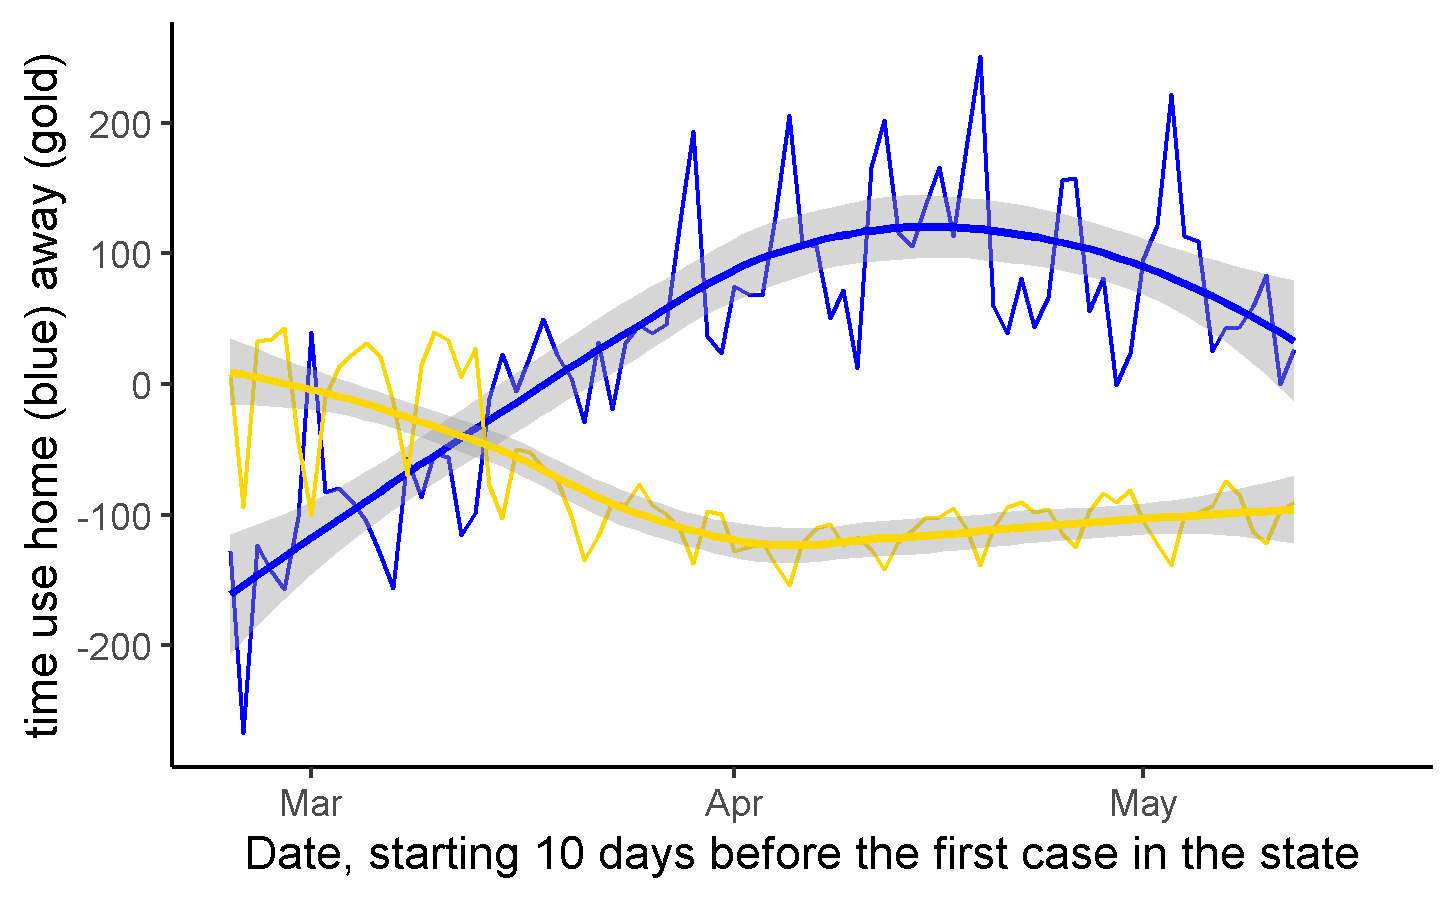 time use home (blue) away (gold)
200
100
0
-100
-200
Mar Apr May
Date, starting 10 days before the first case in the state